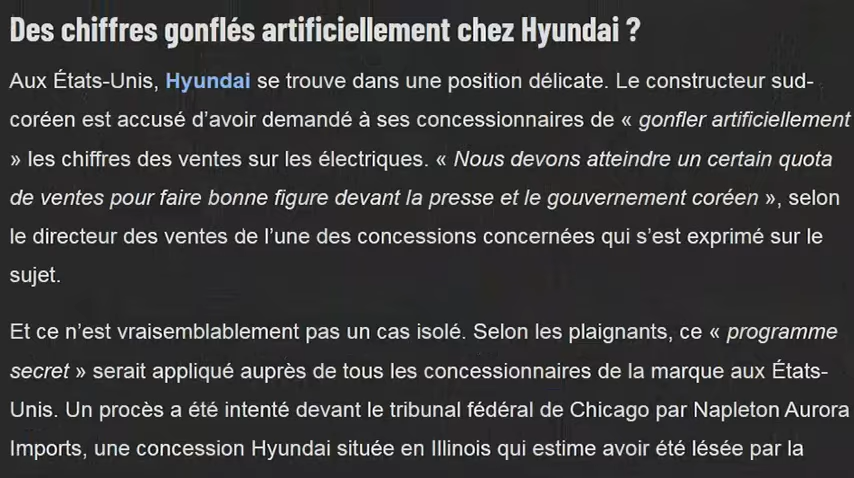 Des chiffres gonflés artificiellement chez Hyundai ?
Aux États-Unis, Hyundai se trouve dans une position délicate. Le constructeur sud-
coréen est accusé d'avoir demandé à ses concessionnaires de « gonfler artificiellement
» les chiffres des ventes sur les électriques. « Nous devons atteindre un certain quota
de ventes pour faire bonne figure devant la presse et le gouvernement coréen », selon
le directeur des ventes de l'une des concessions concernées qui s'est exprimé sur le
sujet.
Et ce n'est vraisemblablement pas un cas isolé. Selon les plaignants, ce « programme
secret » serait appliqué auprès de tous les concessionnaires de la marque aux États-
Unis. Un procès a été intenté devant le tribunal fédéral de Chicago par Napleton Aurora
Imports, une concession Hyundai située en Illinois qui estime avoir été lésée par la